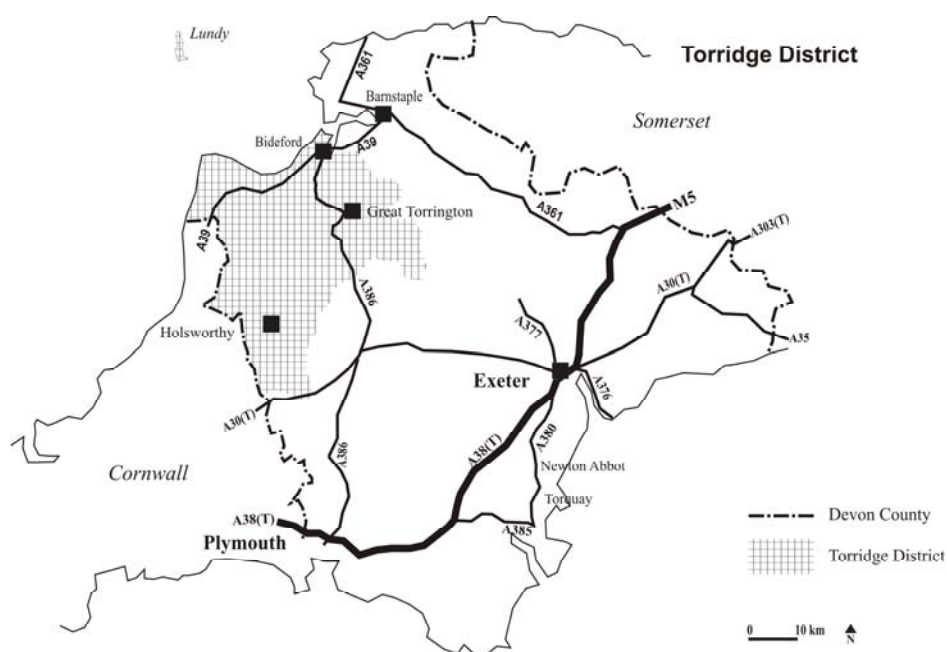 Lundy
Torridge District
A361
Barnstaple
Somerset
Bideford
A39
Great Torrington
A361
M5
A39
A303(T)
A30(T)
A386
Holsworthy
A377
A35
Exeter
A376
A30(T)
A386
A38(T)
A380
Cornwall
Newton Abbot
Torquay
A38(T)
A385
Plymouth
Devon County
Torridge District
0 10 km
N